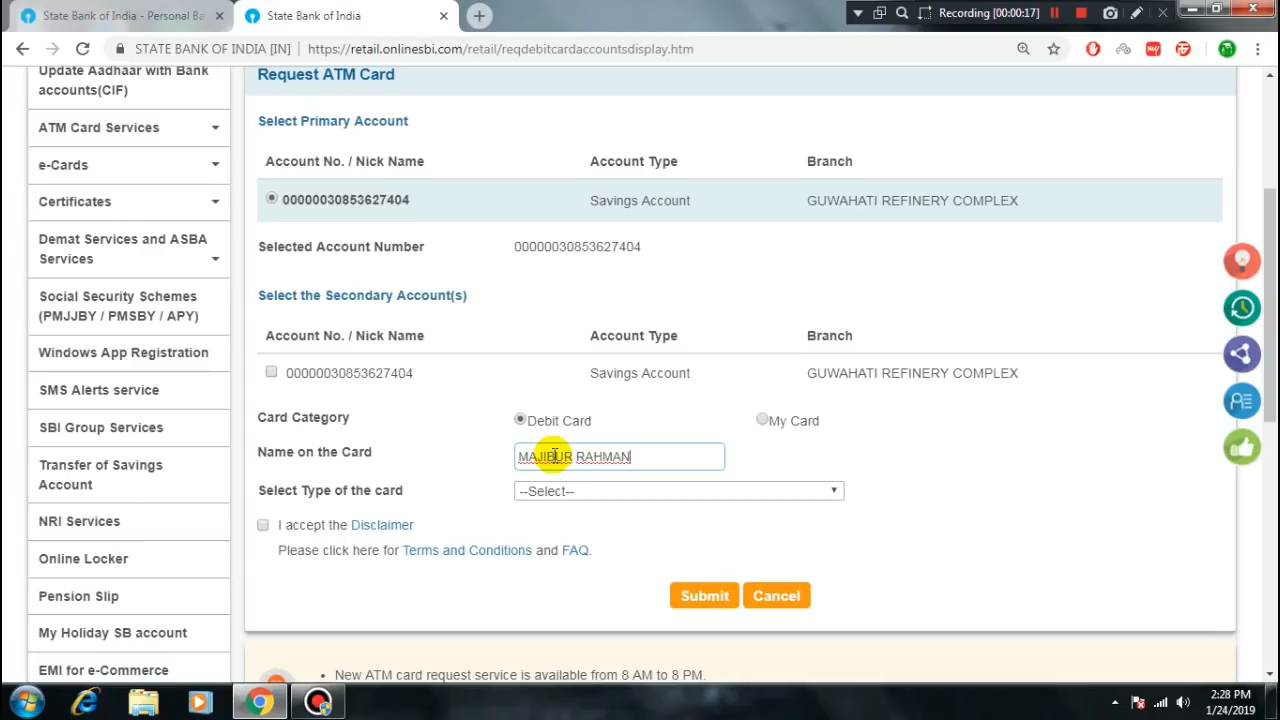 State Bank of India - Personal Ba
State Bank of India
Recording [00:00:17]
STATE BANK OF INDIA [IN]
https://retail.onlinesbi.com/retail/reqdebitcardaccountsdisplay.htm
Update Aadhaar with Bank
accounts(CIF)
ATM Card Services
e-Cards
Certificates
Demat Services and ASBA
Services
Social Security Schemes
(PMJJBY / PMSBY / APY)
Windows App Registration
SMS Alerts service
SBI Group Services
Transfer of Savings
Account
NRI Services
Online Locker
Pension Slip
My Holiday SB account
EMI for e-Commerce
Request ATM Card
Select Primary Account
Account No. / Nick Name Account Type Branch
00000030853627404 Savings Account GUWAHATI REFINERY COMPLEX
Selected Account Number 00000030853627404
Select the Secondary Account(s)
Account No. / Nick Name Account Type Branch
00000030853627404 Savings Account GUWAHATI REFINERY COMPLEX
Card Category Debit Card My Card
Name on the Card MAJIBUR RAHMAN
Select Type of the card --Select--
I accept the Disclaimer
Please click here for Terms and Conditions and FAQ.
Submit Cancel
New ATM card request service is available from 8 AM to 8 PM.
2:28 PM
1/24/2019